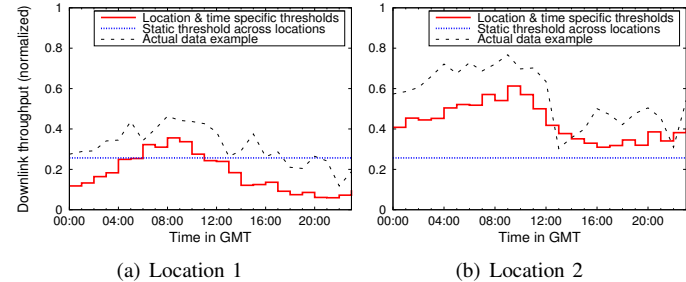 Downlink throughput (normalized)
1
0.8
0.6
0.4
0.2
0
00:00 04:00 08:00 12:00 16:00 20:00
Time in GMT
Location & time specific thresholds
Static threshold across locations
Actual data example
(a) Location 1
1
0.8
0.6
0.4
0.2
0
00:00 04:00 08:00 12:00 16:00 20:00
Time in GMT
Location & time specific thresholds
Static threshold across locations
Actual data example
(b) Location 2